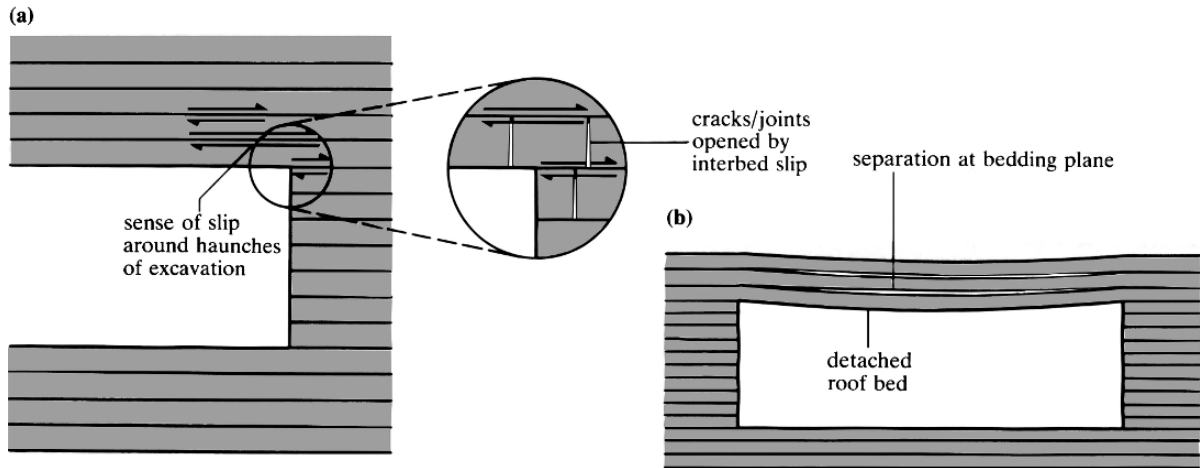 (a)
cracks/joints
opened by
interbed slip
separation at bedding plane
sense of slip
around haunches
of excavation
(b)
detached
roof bed